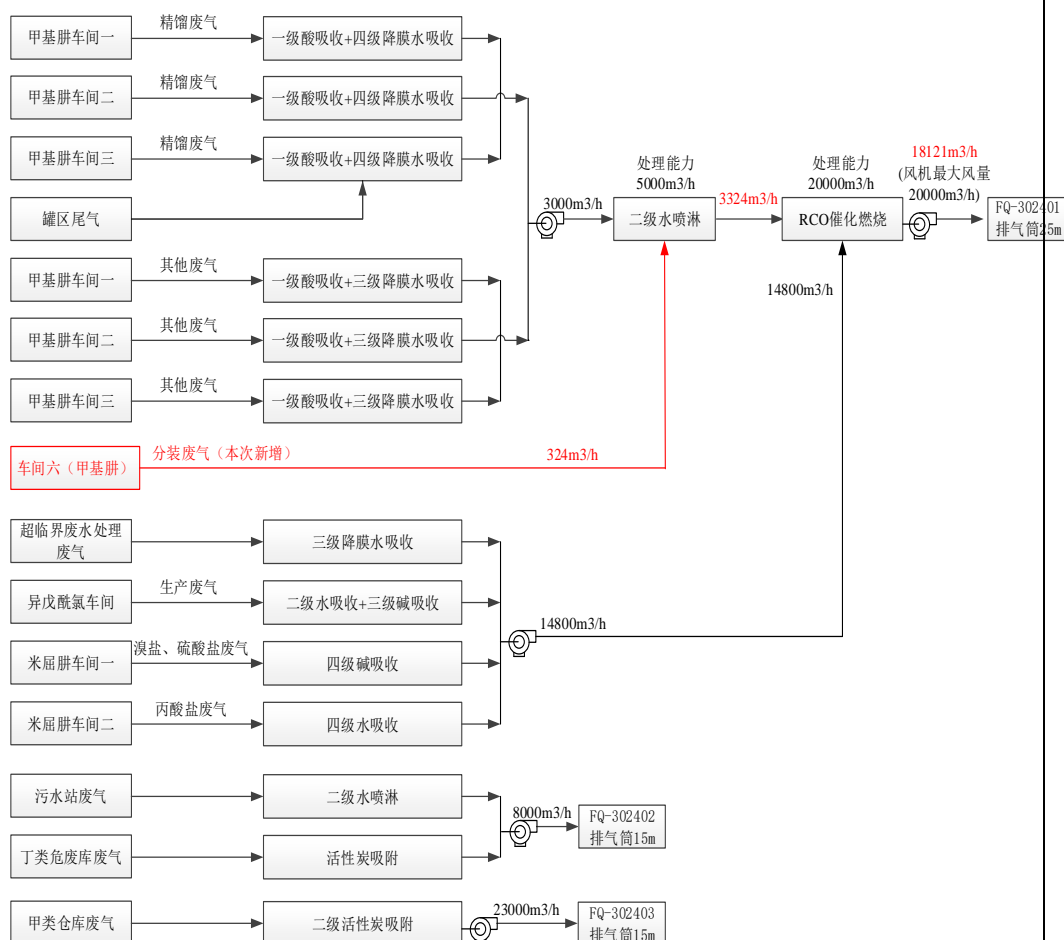 甲基肼车间一
精馏废气
一级酸吸收+四级降膜水吸收
甲基肼车间二
精馏废气
一级酸吸收+四级降膜水吸收
甲基肼车间三
精馏废气
一级酸吸收+四级降膜水吸收
罐区尾气
3000m3/h
处理能力
5000m3/h
二级水喷淋
3324m3/h
处理能力
20000m3/h
RCO催化燃烧
18121m3/h
(风机最大风量
20000m3/h)
FQ-302401
排气筒25m
甲基肼车间一
其他废气
一级酸吸收+三级降膜水吸收
14800m3/h
甲基肼车间二
其他废气
一级酸吸收+三级降膜水吸收
甲基肼车间三
其他废气
一级酸吸收+三级降膜水吸收
车间六（甲基肼）
分装废气（本次新增）
324m3/h
超临界废水处理
废气
三级降膜水吸收
异戊酰氯车间
生产废气
二级水吸收+三级碱吸收
14800m3/h
米屈肼车间一
溴盐、硫酸盐废气
四级碱吸收
米屈肼车间二
丙酸盐废气
四级水吸收
污水站废气
二级水喷淋
8000m3/h
FQ-302402
排气筒15m
丁类危废库废气
活性炭吸附
甲类仓库废气
二级活性炭吸附
23000m3/h
FQ-302403
排气筒15m